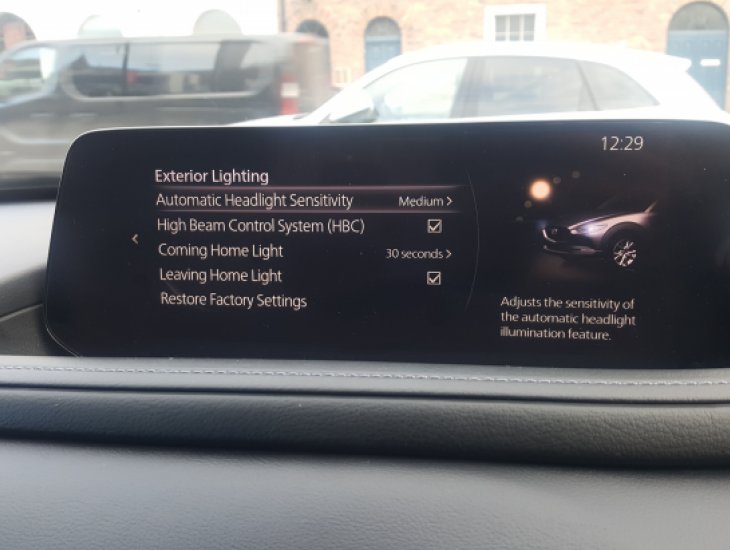 12:29
Exterior Lighting
Automatic Headlight Sensitivity Medium >
High Beam Control System (HBC)
Coming Home Light 30 seconds >
Leaving Home Light
Restore Factory Settings
Adjusts the sensitivity of
the automatic headlight
illumination feature.